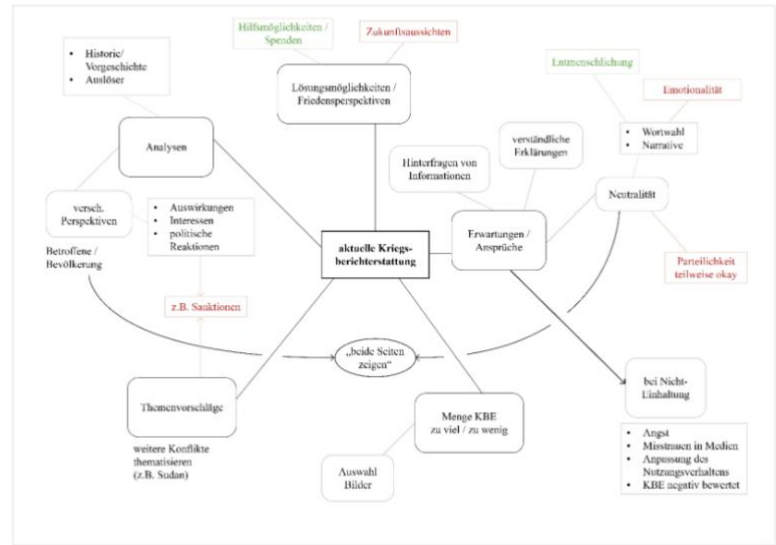 Hilfsmöglichkeiten /
Spenden
Zukunftsaussichten
• Historie/
Vorgeschichte
• Auslöser
Lösungsmöglichkeiten /
Friedensperspektiven
Entmenschlichung
Emotionalität
Analysen
verständliche
Erklärungen
• Wortwahl
• Narrative
Hinterfragen von
Informationen
versch.
Perspektiven
• Auswirkungen
• Interessen
• politische
Reaktionen
Neutralität
Betroffene /
Bevölkerung
aktuelle Kriegs-
berichterstattung
Erwartungen /
Ansprüche
Parteilichkeit
teilweise okay
z.B. Sanktionen
„beide Seiten
zeigen“
bei Nicht-
Einhaltung
Themenvorschläge
Menge KBE
zu viel / zu wenig
weitere Konflikte
thematisieren
(z.B. Sudan)
Auswahl
Bilder
• Angst
• Misstrauen in Medien
• Anpassung des
Nutzungsverhaltens
• KBE negativ bewertet